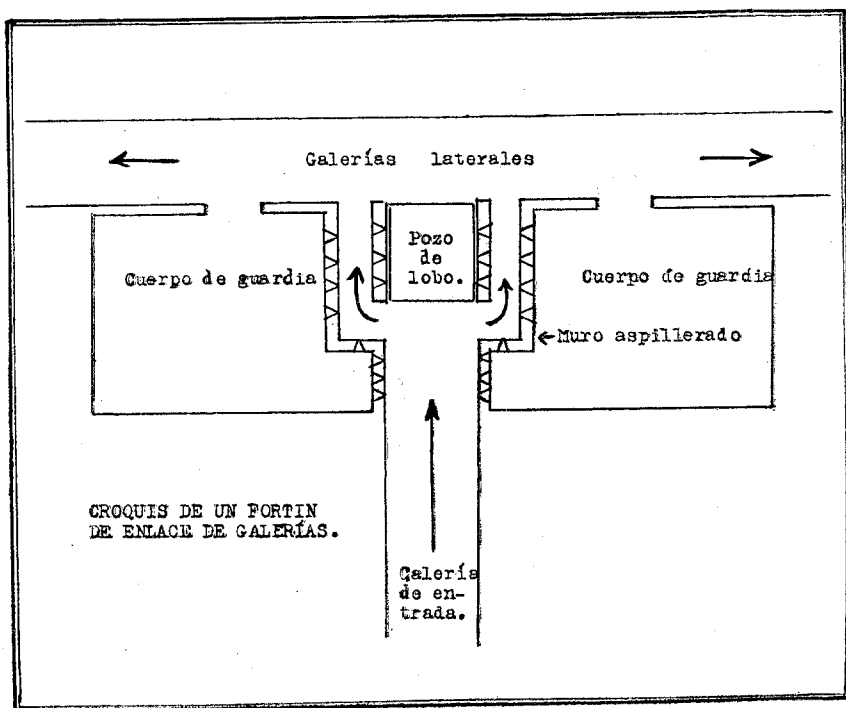 Galerías laterales
Pozo
de
lobo.
Cuerpo de guardia
Cuerpo de guardia
Muro aspillerado
CROQUIS DE UN FORTIN
DE ENLACE DE GALERÍAS.
Galería
de en-
trada.